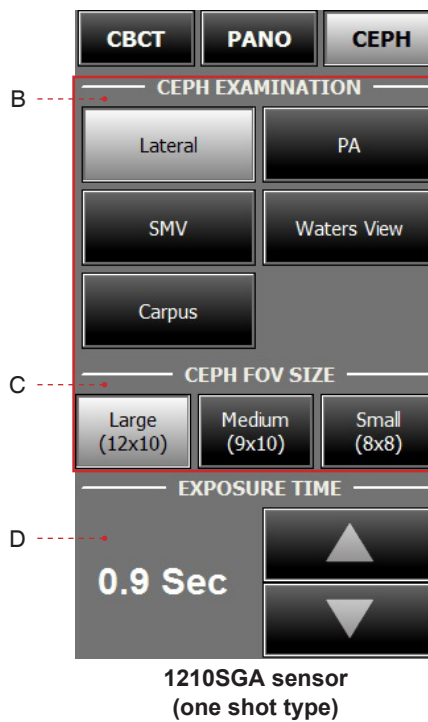 CBCT PANO CEPH
B
CEPH EXAMINATION
Lateral PA
SMV Waters View
Carpus
C
CEPH FOV SIZE
Large Medium Small
(12x10) (9x10) (8x8)
EXPOSURE TIME
D
0.9 Sec
1210SGA sensor
(one shot type)